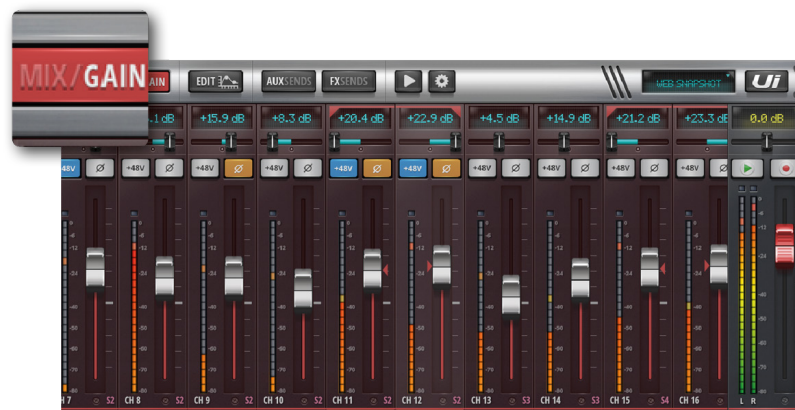 MIX/GAIN
AIN EDIT AUXSENDS FXSENDS WEB SNAPSHOT Ui
.1 dB +15.9 dB +8.3 dB +20.4 dB +22.9 dB +4.5 dB +14.9 dB +21.2 dB +23.3 dB 0.0 dB
48V +48V Ø +48V Ø +48V Ø +48V Ø +48V Ø +48V Ø +48V Ø +48V Ø +48V Ø
H 7 S2 CH 8 S2 CH 9 S2 CH 10 S2 CH 11 S2 CH 12 S2 CH 13 S3 CH 14 S3 CH 15 S4 CH 16 L R